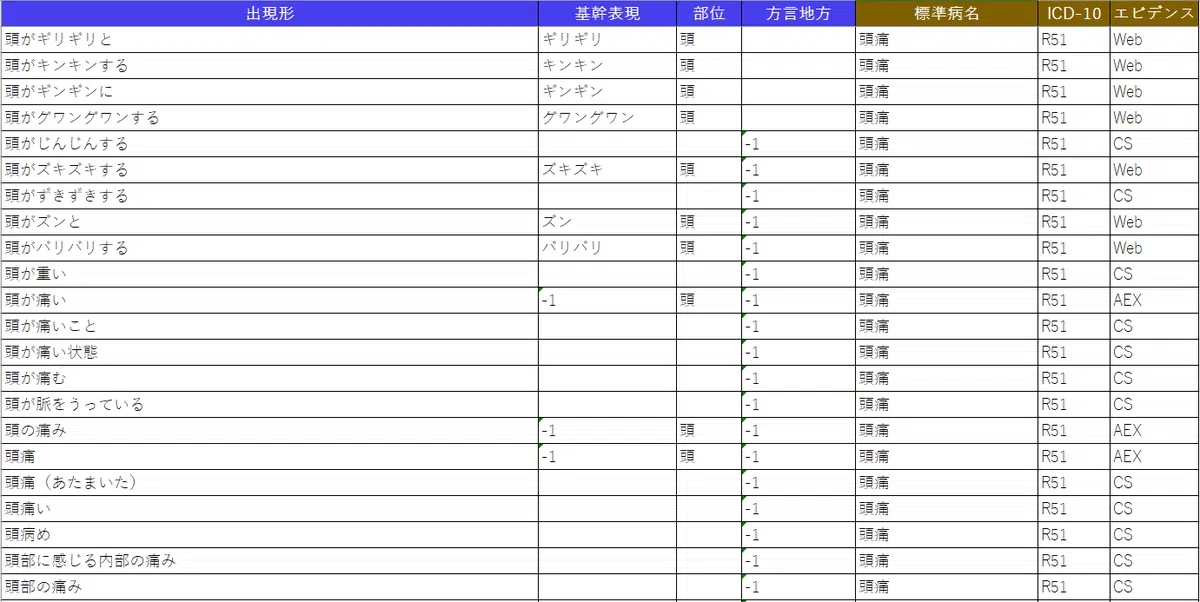 出現形 基幹表現 部位 方言地方 標準病名 ICD-10 エビデンス
頭がギリギリと ギリギリ 頭 頭痛 R51 Web
頭がキンキンする キンキン 頭 頭痛 R51 Web
頭がギンギンに ギンギン 頭 頭痛 R51 Web
頭がグワングワンする グワングワン 頭 頭痛 R51 Web
頭がじんじんする -1 頭痛 R51 CS
頭がズキズキする ズキズキ 頭 -1 頭痛 R51 Web
頭がずきずきする -1 頭痛 R51 CS
頭がズンと ズン 頭 -1 頭痛 R51 Web
頭がバリバリする バリバリ 頭 -1 頭痛 R51 Web
頭が重い -1 頭痛 R51 CS
頭が痛い -1 頭 -1 頭痛 R51 AEX
頭が痛いこと -1 頭痛 R51 CS
頭が痛い状態 -1 頭痛 R51 CS
頭が痛む -1 頭痛 R51 CS
頭が脈をうっている -1 頭痛 R51 CS
頭の痛み -1 頭 -1 頭痛 R51 AEX
頭痛 -1 頭 -1 頭痛 R51 AEX
頭痛（あたまいた） -1 頭痛 R51 CS
頭痛い -1 頭痛 R51 CS
頭病め -1 頭痛 R51 CS
頭部に感じる内部の痛み -1 頭痛 R51 CS
頭部の痛み -1 頭痛 R51 CS